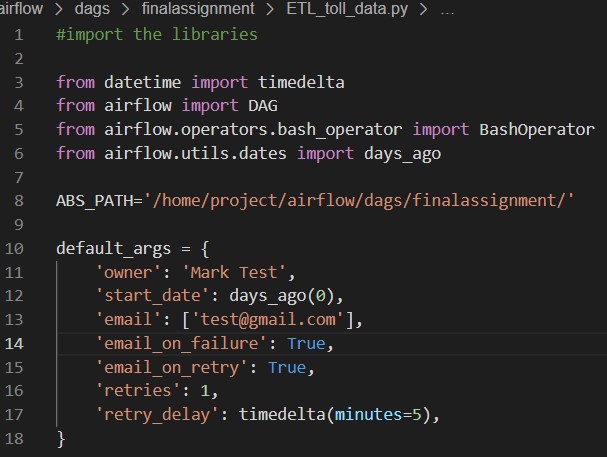 airflow > dags > finalassignment > ETL_toll_data.py > ...
1 #import the libraries
2
3 from datetime import timedelta
4 from airflow import DAG
5 from airflow.operators.bash_operator import BashOperator
6 from airflow.utils.dates import days_ago
7
8 ABS_PATH='/home/project/airflow/dags/finalassignment/'
9
10 default_args = {
11     'owner': 'Mark Test',
12     'start_date': days_ago(0),
13     'email': ['test@gmail.com'],
14     'email_on_failure': True,
15     'email_on_retry': True,
16     'retries': 1,
17     'retry_delay': timedelta(minutes=5),
18 }